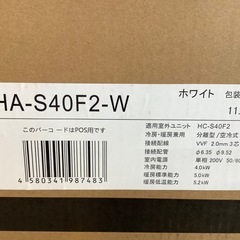 HA-S40F2-W
ホワイト 包装
11.
このバーコードはPOS用です
4580341987483
適用室外ユニット HC-S40F2
冷房・暖房兼用 分離型/空冷式
接続配線 VVF 2.0mm 3芯
接続配管 φ6.35 φ9.52
室内電源 単相 200V 50/60
冷房能力 4.0kW
暖房標準能力 5.0kW
暖房低温能力 5.2kW